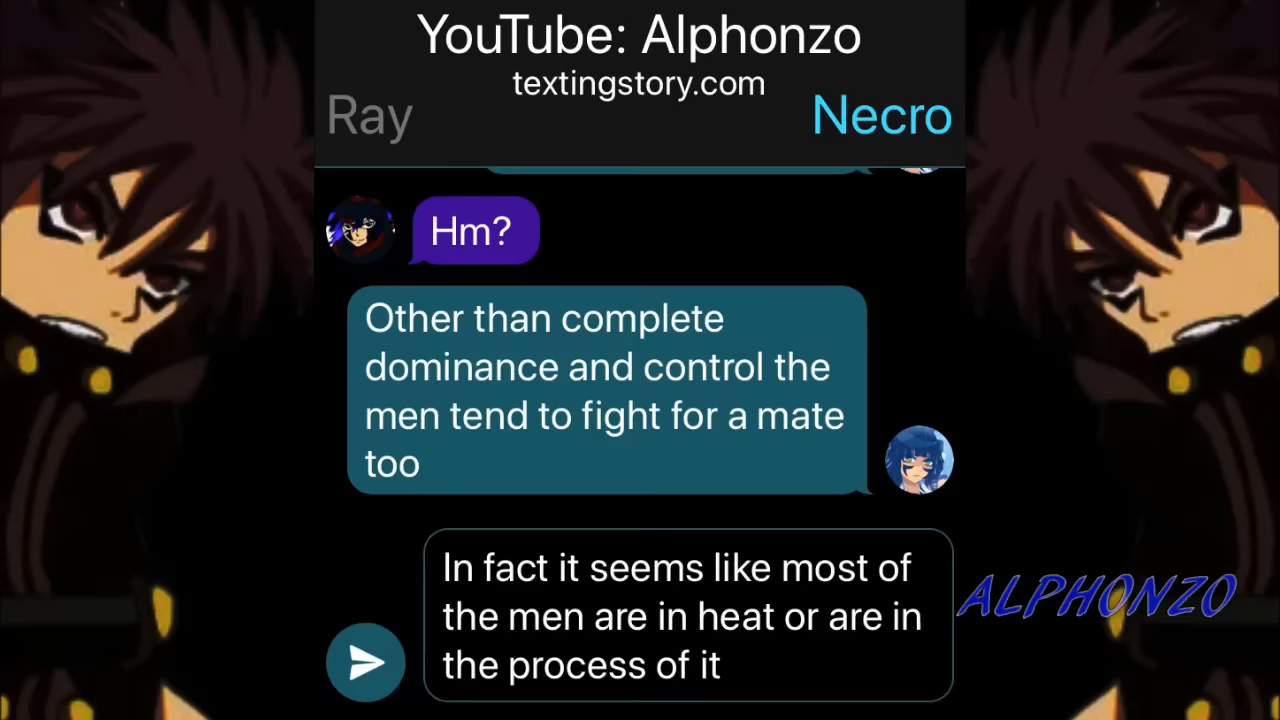 YouTube: Alphonzo
textingstory.com
Ray
Necro
Hm?
Other than complete
dominance and control the
men tend to fight for a mate
too
In fact it seems like most of
the men are in heat or are in
the process of it
ALPHONZO